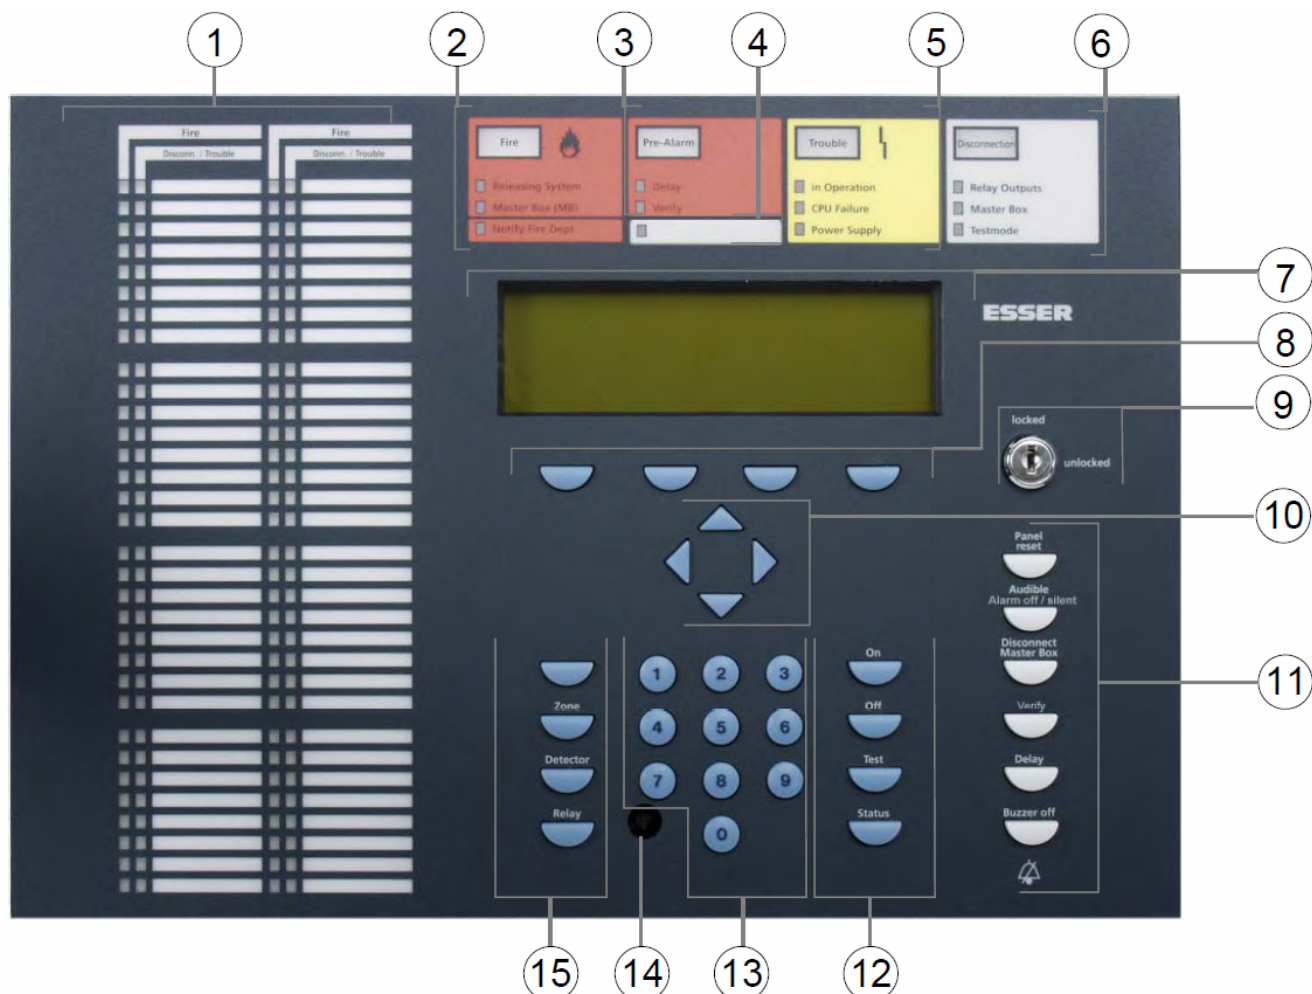 1
2
3
4
5
6
Fire
Fire
Disconn. / Trouble
Disconn. / Trouble
Fire
Releasing System
Master Box (MB)
Notify Fire Dept.
Pre-Alarm
Delay
Verify
Trouble
in Operation
CPU Failure
Power Supply
Disconnection
Relay Outputs
Master Box
Testmode
7
ESSER
8
9
locked
unlocked
10
Panel
reset
Audible
Alarm off / silent
Disconnect
Master Box
Verify
Delay
Buzzer off
11
Zone
Detector
Relay
1 2 3
4 5 6
7 8 9
0
On
Off
Test
Status
15
14
13
12